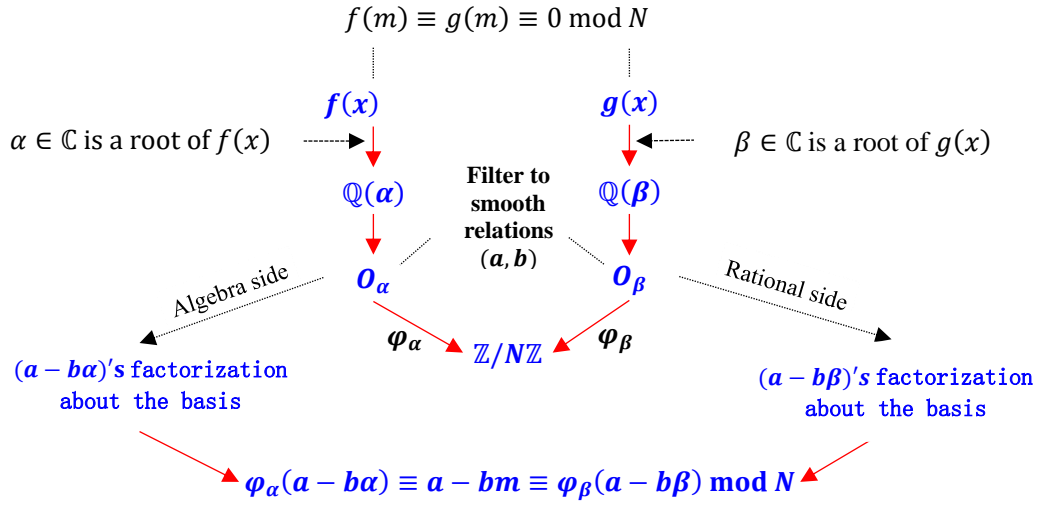 f(m) ≡ g(m) ≡ 0 mod N
f(x)
g(x)
α ∈ ℂ is a root of f(x)
β ∈ ℂ is a root of g(x)
ℚ(α)
Filter to
smooth
relations
(a, b)
ℚ(β)
O_α
O_β
Algebra side
Rational side
φ_α
ℤ/Nℤ
φ_β
(a − bα)'s factorization
about the basis
(a − bβ)'s factorization
about the basis
φ_α(a − bα) ≡ a − bm ≡ φ_β(a − bβ) mod N